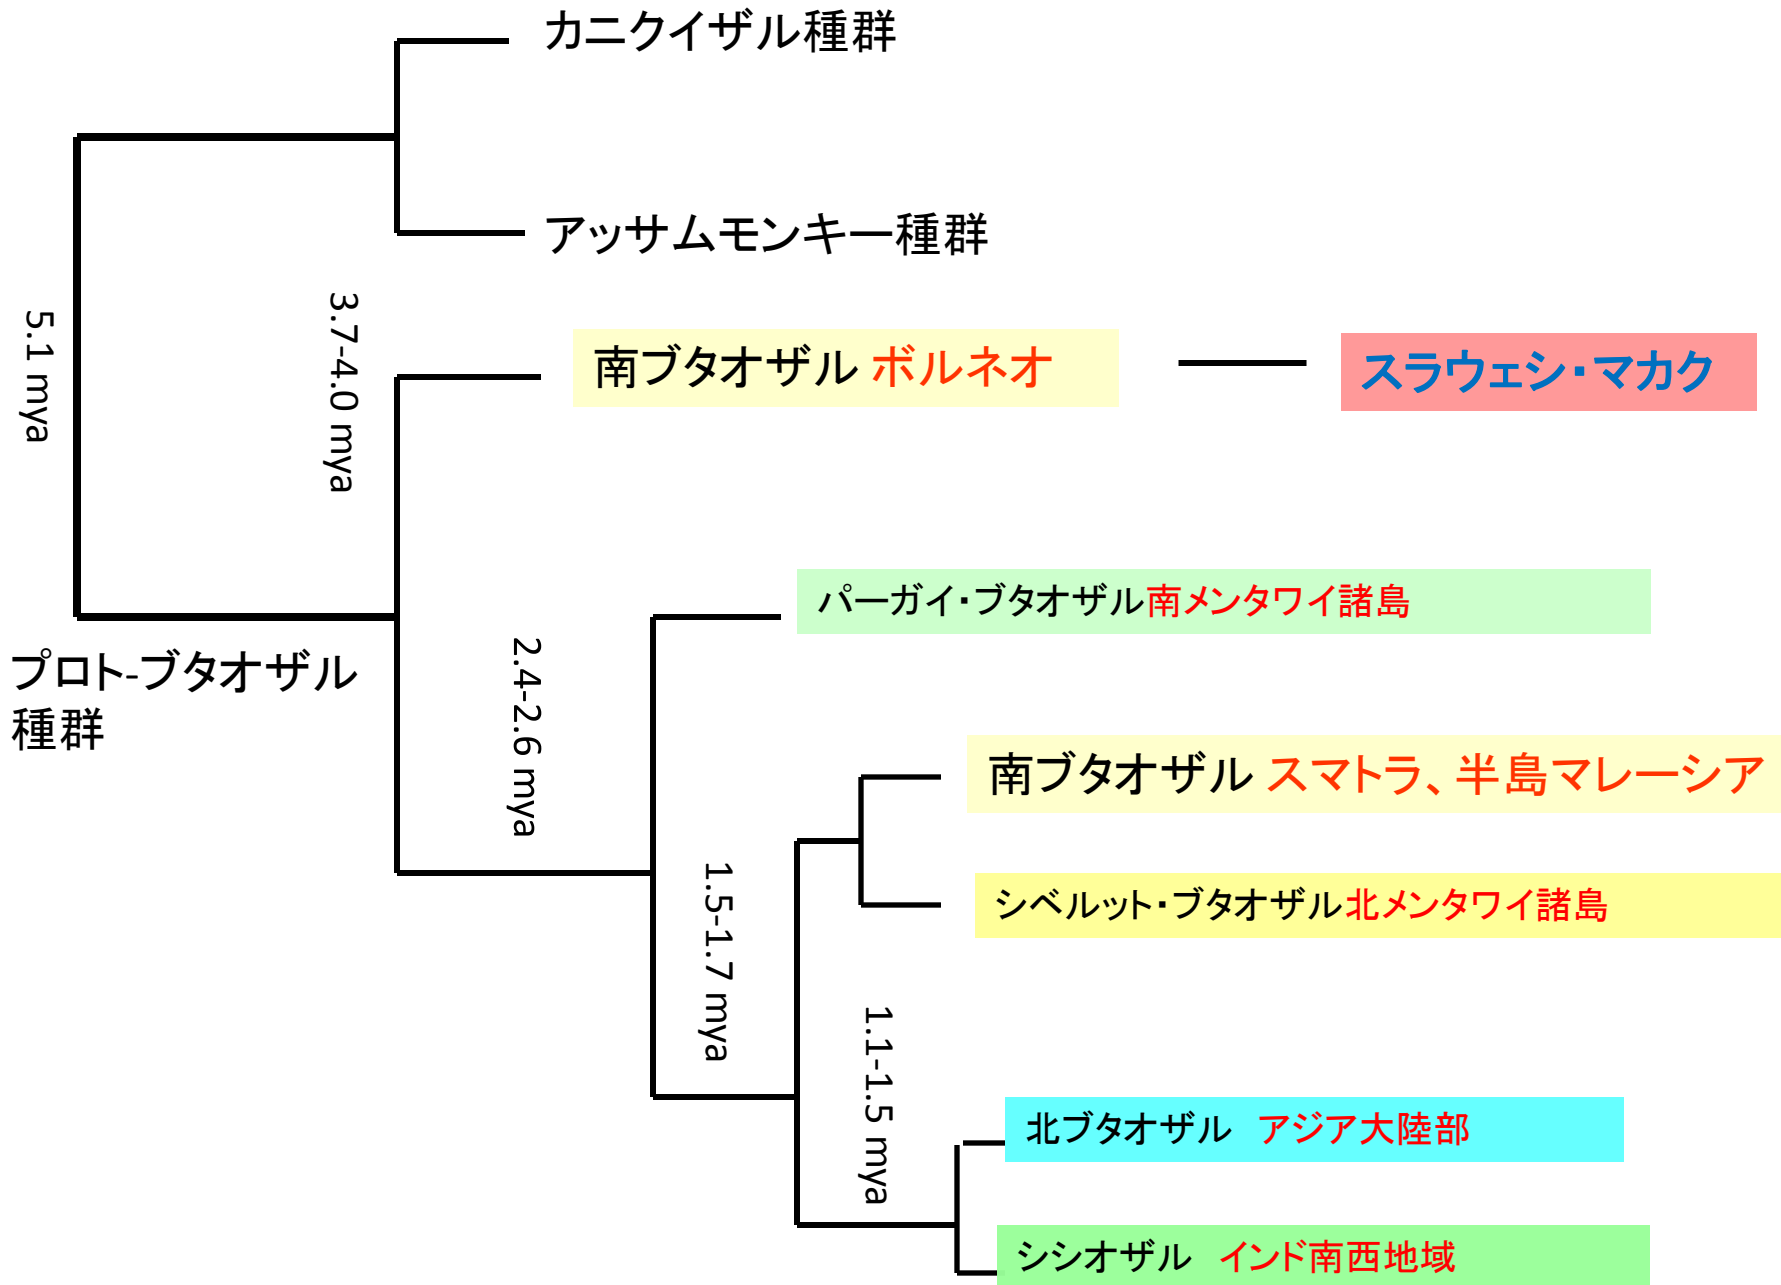 カニクイザル種群
アッサムモンキー種群
5.1 mya
3.7-4.0 mya
南ブタオザル ボルネオ
スラウェシ・マカク
パーガイ・ブタオザル南メンタワイ諸島
プロト-ブタオザル
種群
2.4-2.6 mya
南ブタオザル スマトラ、半島マレーシア
シベルット・ブタオザル北メンタワイ諸島
1.5-1.7 mya
1.1-1.5 mya
北ブタオザル　アジア大陸部
シシオザル　インド南西地域